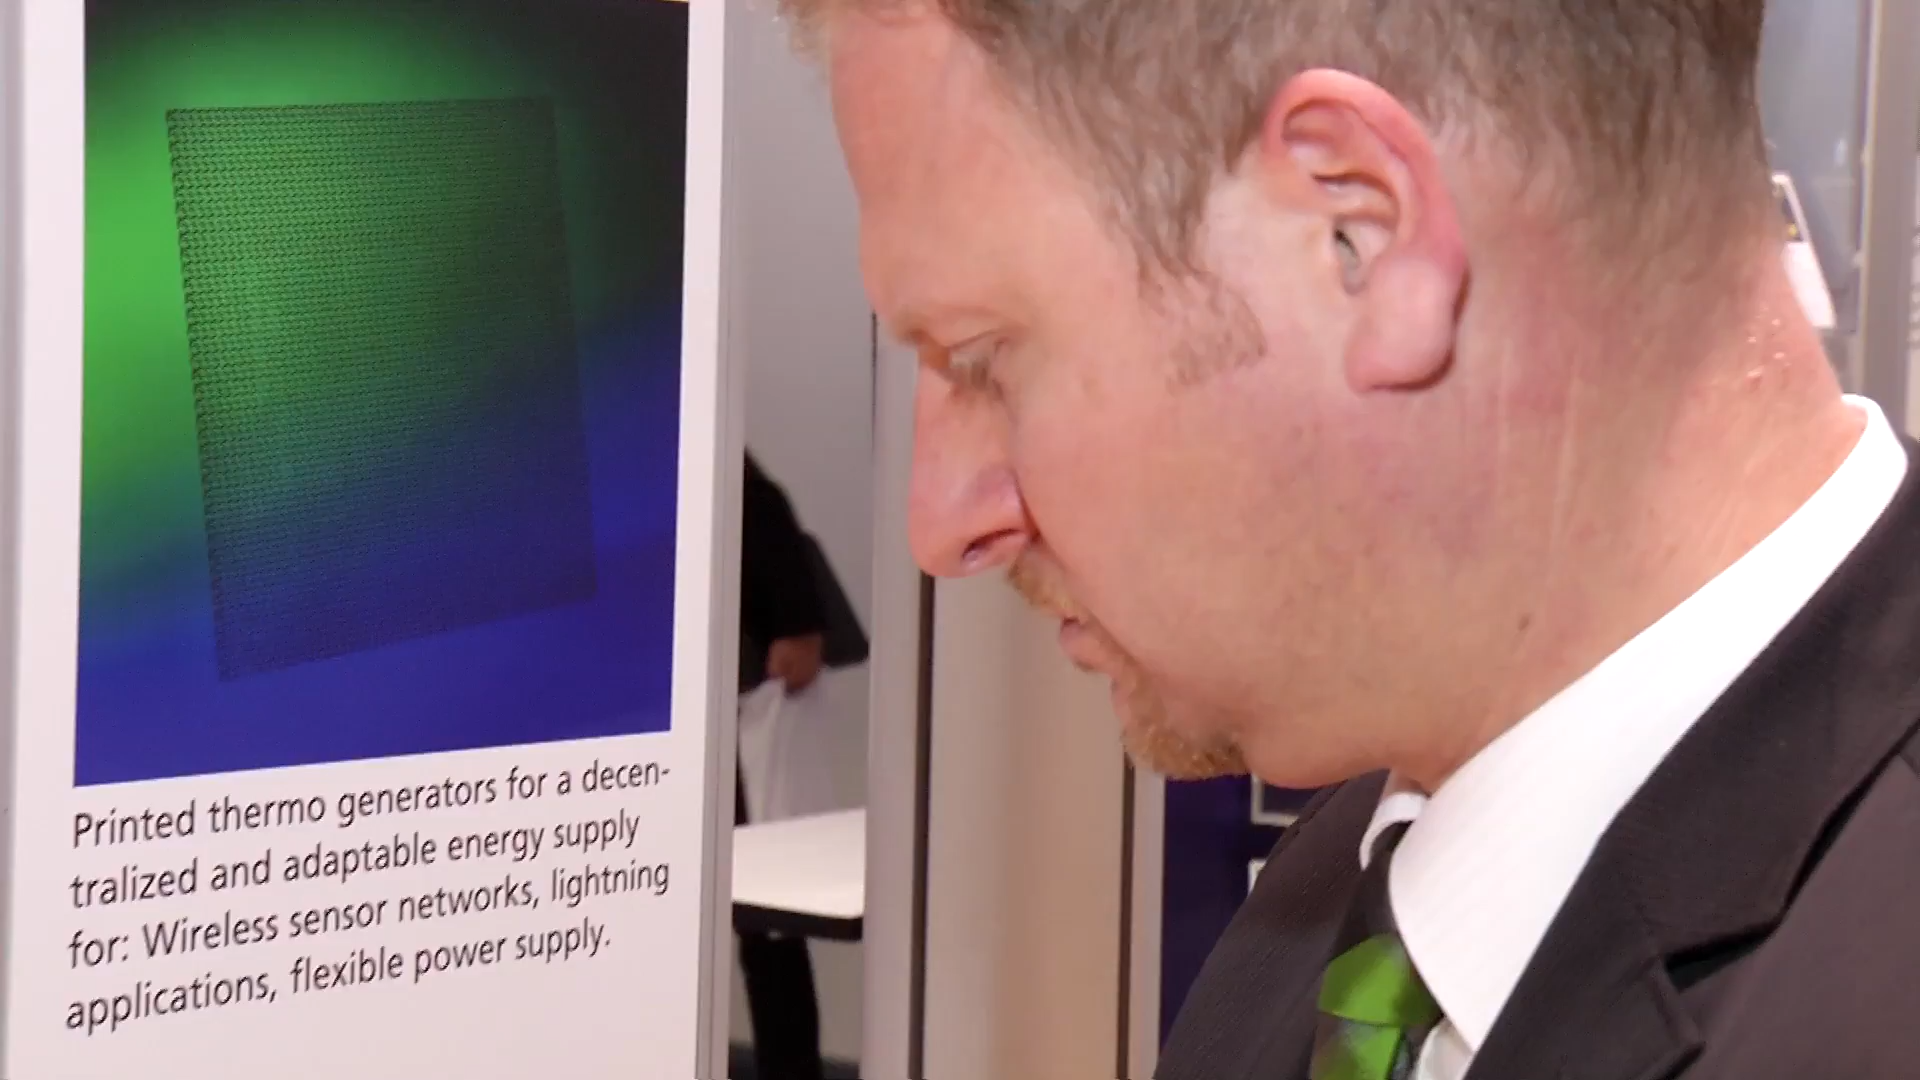 Printed thermo generators for a decen-
tralized and adaptable energy supply
for: Wireless sensor networks, lightning
applications, flexible power supply.